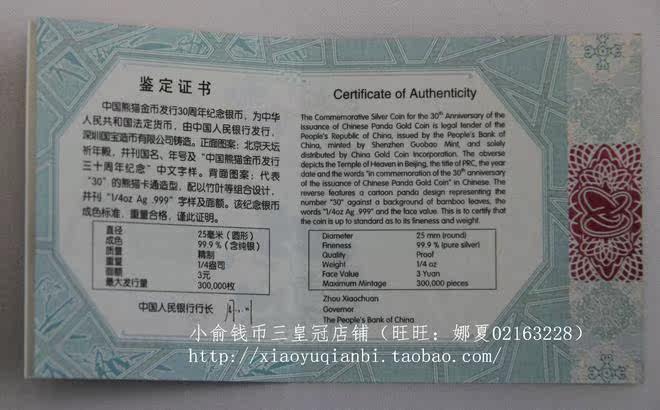 鉴定证书
中国熊猫金币发行30周年纪念银币，为中华
人民共和国法定货币，由中国人民银行发行，
深圳国宝造币有限公司铸造。正面图案：北京天坛
祈年殿，并刊国名、年号及“中国熊猫金币发行
三十周年纪念”中文字样。背面图案：代表
“30”的熊猫卡通造型，配以竹叶等组合设计，
并刊“1/4oz Ag .999”字样及面额。该纪念银币
成色标准，重量合格，谨此证明。
直径 25毫米（圆形）
成色 99.9％（含纯银）
质量 精制
重量 1/4盎司
面额 3元
最大发行量 300,000枚
中国人民银行行长
Certificate of Authenticity
The Commemorative Silver Coin for the 30th Anniversary of the
Issuance of Chinese Panda Gold Coin is legal tender of the
People's Republic of China, issued by the People's Bank of
China, minted by Shenzhen Guobao Mint, and solely
distributed by China Gold Coin Incorporation. The obverse
depicts the Temple of Heaven in Beijing, the title of PRC, the year
date and the words "in commemoration of the 30th anniversary
of the issuance of Chinese Panda Gold Coin" in Chinese. The
reverse features a cartoon panda design representing the
number "30" against a background of bamboo leaves, the
words "1/4oz Ag .999" and the face value. This is to certify that
the coin is up to standard as to its fineness and weight.
Diameter 25 mm (round)
Fineness 99.9 % (pure silver)
Quality Proof
Weight 1/4 oz
Face Value 3 Yuan
Maximum Mintage 300,000 pieces
Zhou Xiaochuan
Governor
The People's Bank of China
小俞钱币三皇冠店铺（旺旺：娜夏02163228）
http://xiaoyuqianbi.taobao.com/